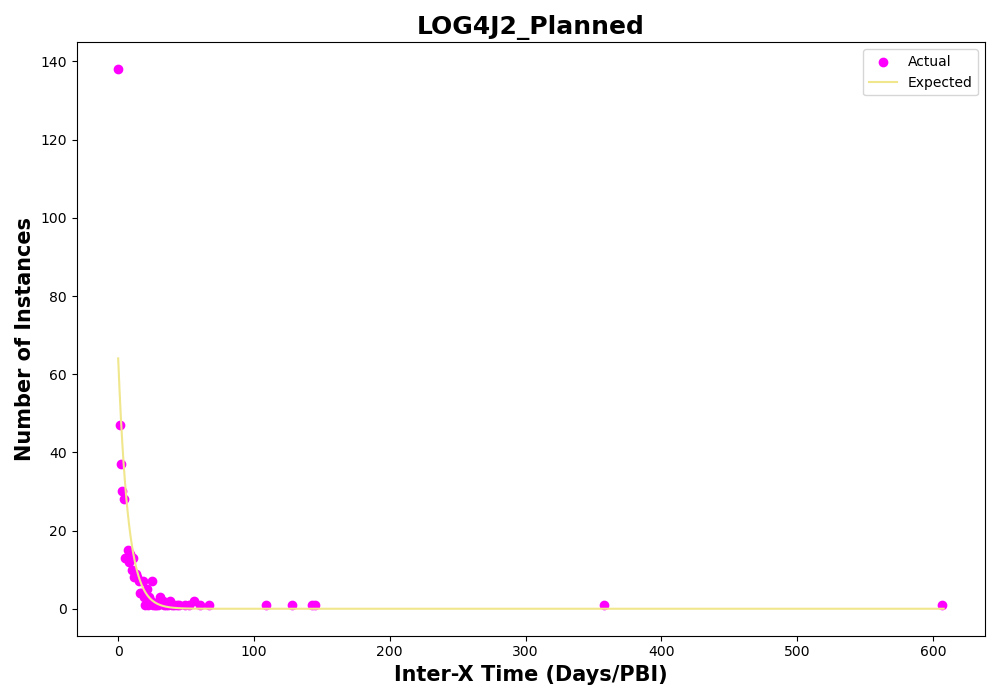 LOG4J2_Planned
140
120
100
80
60
40
20
0
Number of Instances
Actual
Expected
0 100 200 300 400 500 600
Inter-X Time (Days/PBI)